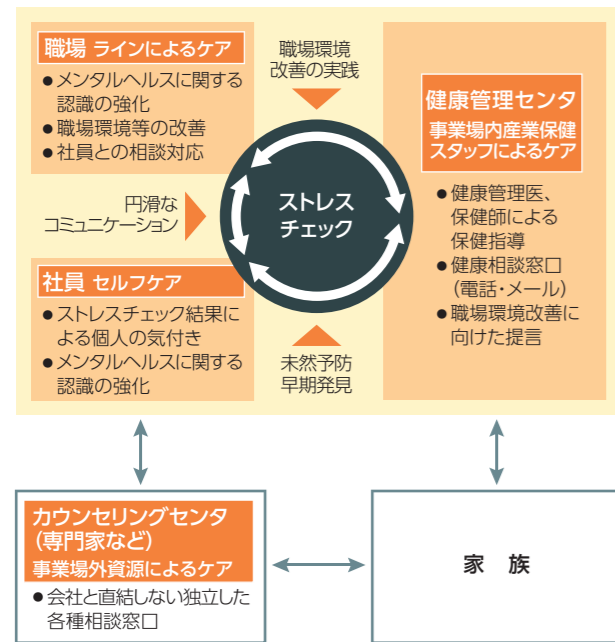 職場 ラインによるケア
●メンタルヘルスに関する
認識の強化
●職場環境等の改善
●社員との相談対応
職場環境
改善の実践
健康管理センタ
事業場内産業保健
スタッフによるケア
●健康管理医、
保健師による
保健指導
●健康相談窓口
(電話・メール)
●職場環境改善に
向けた提言
円滑な
コミュニケーション
ストレス
チェック
社員 セルフケア
●ストレスチェック結果に
よる個人の気付き
●メンタルヘルスに関する
認識の強化
未然予防
早期発見
カウンセリングセンタ
(専門家など)
事業場外資源によるケア
●会社と直結しない独立した
各種相談窓口
家 族